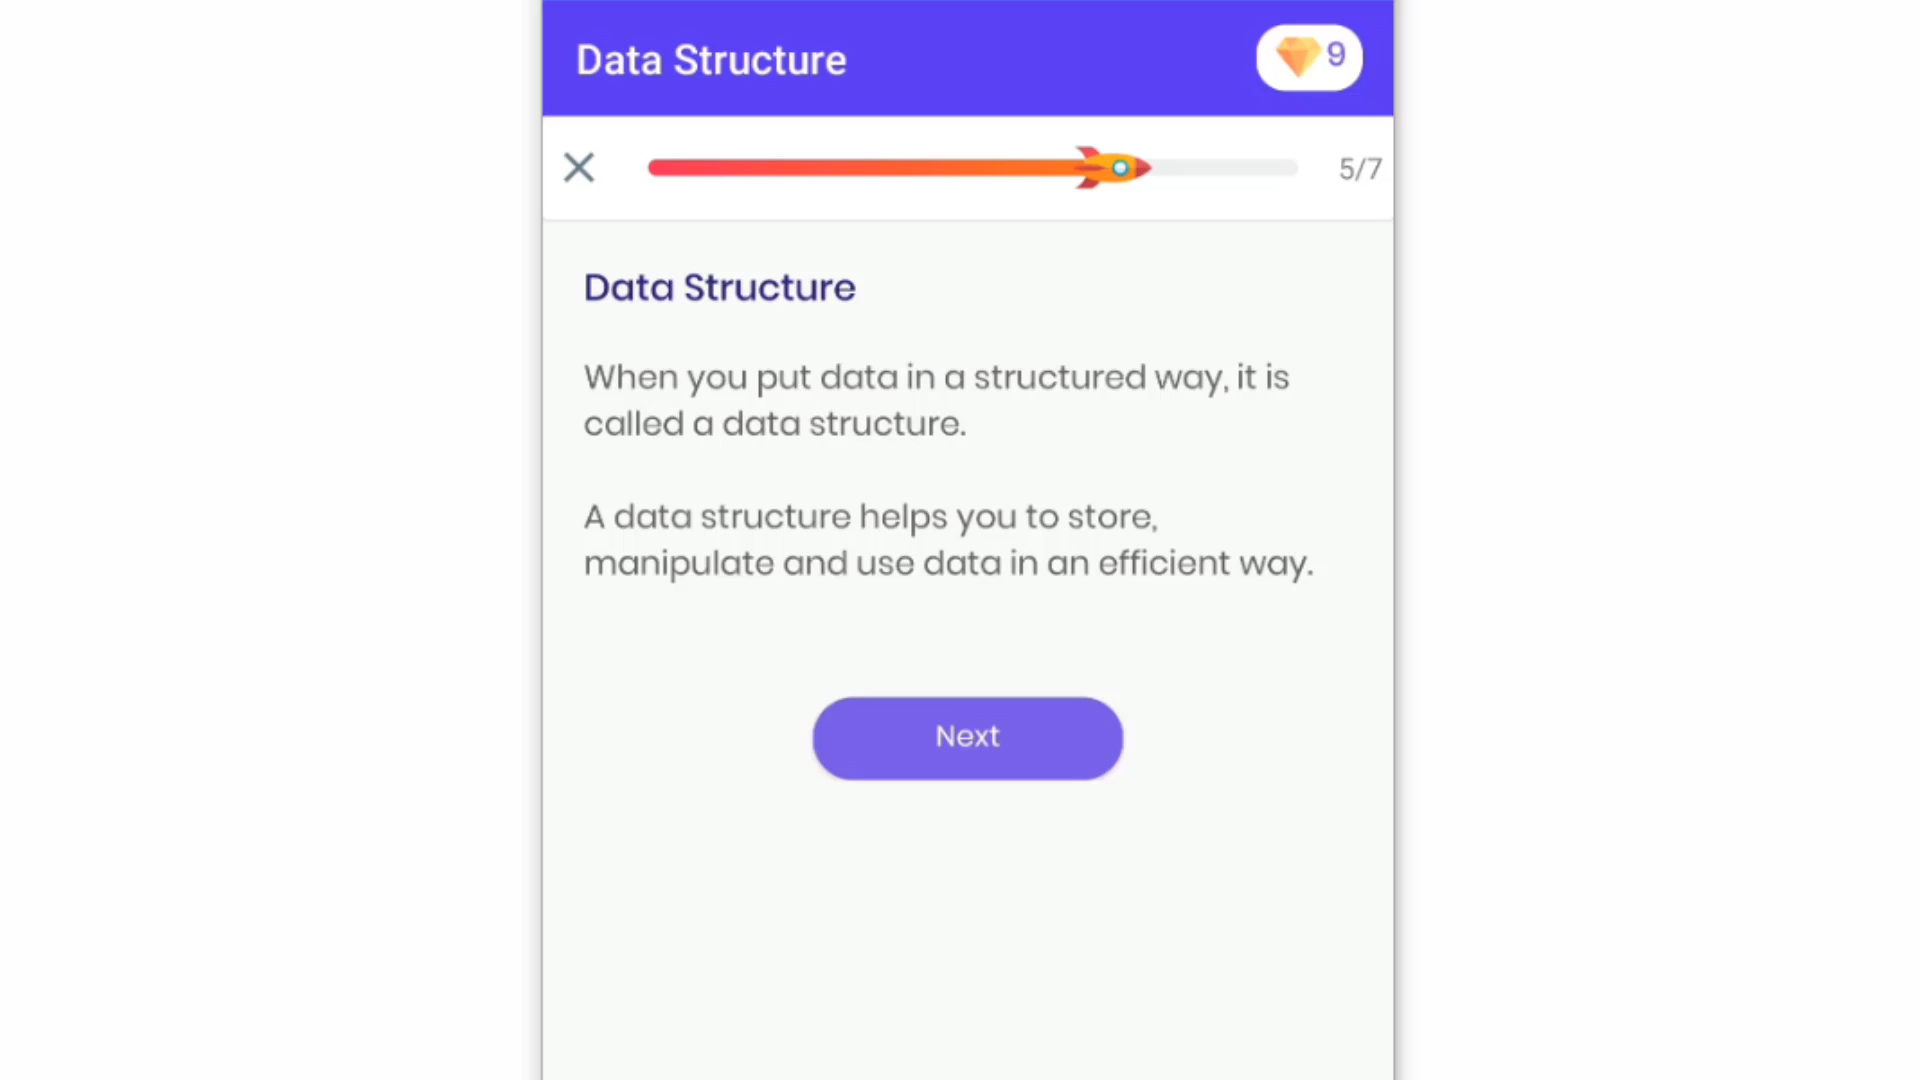 Data Structure
9
5/7
Data Structure
When you put data in a structured way, it is
called a data structure.
A data structure helps you to store,
manipulate and use data in an efficient way.
Next